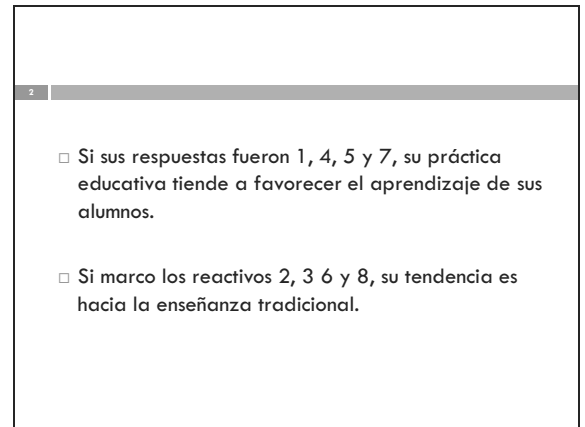 2
Si sus respuestas fueron 1, 4, 5 y 7, su práctica
educativa tiende a favorecer el aprendizaje de sus
alumnos.
Si marco los reactivos 2, 3 6 y 8, su tendencia es
hacia la enseñanza tradicional.